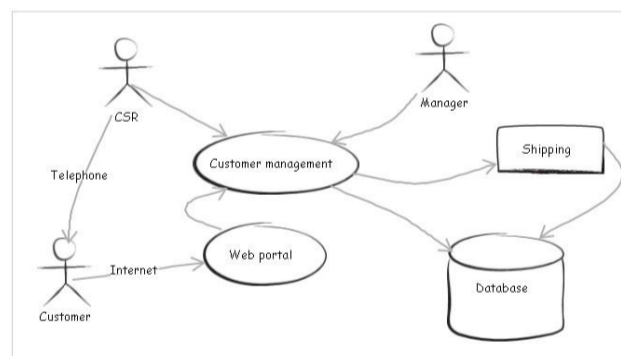 Manager
CSR
Shipping
Customer management
Telephone
Web portal
Internet
Database
Customer